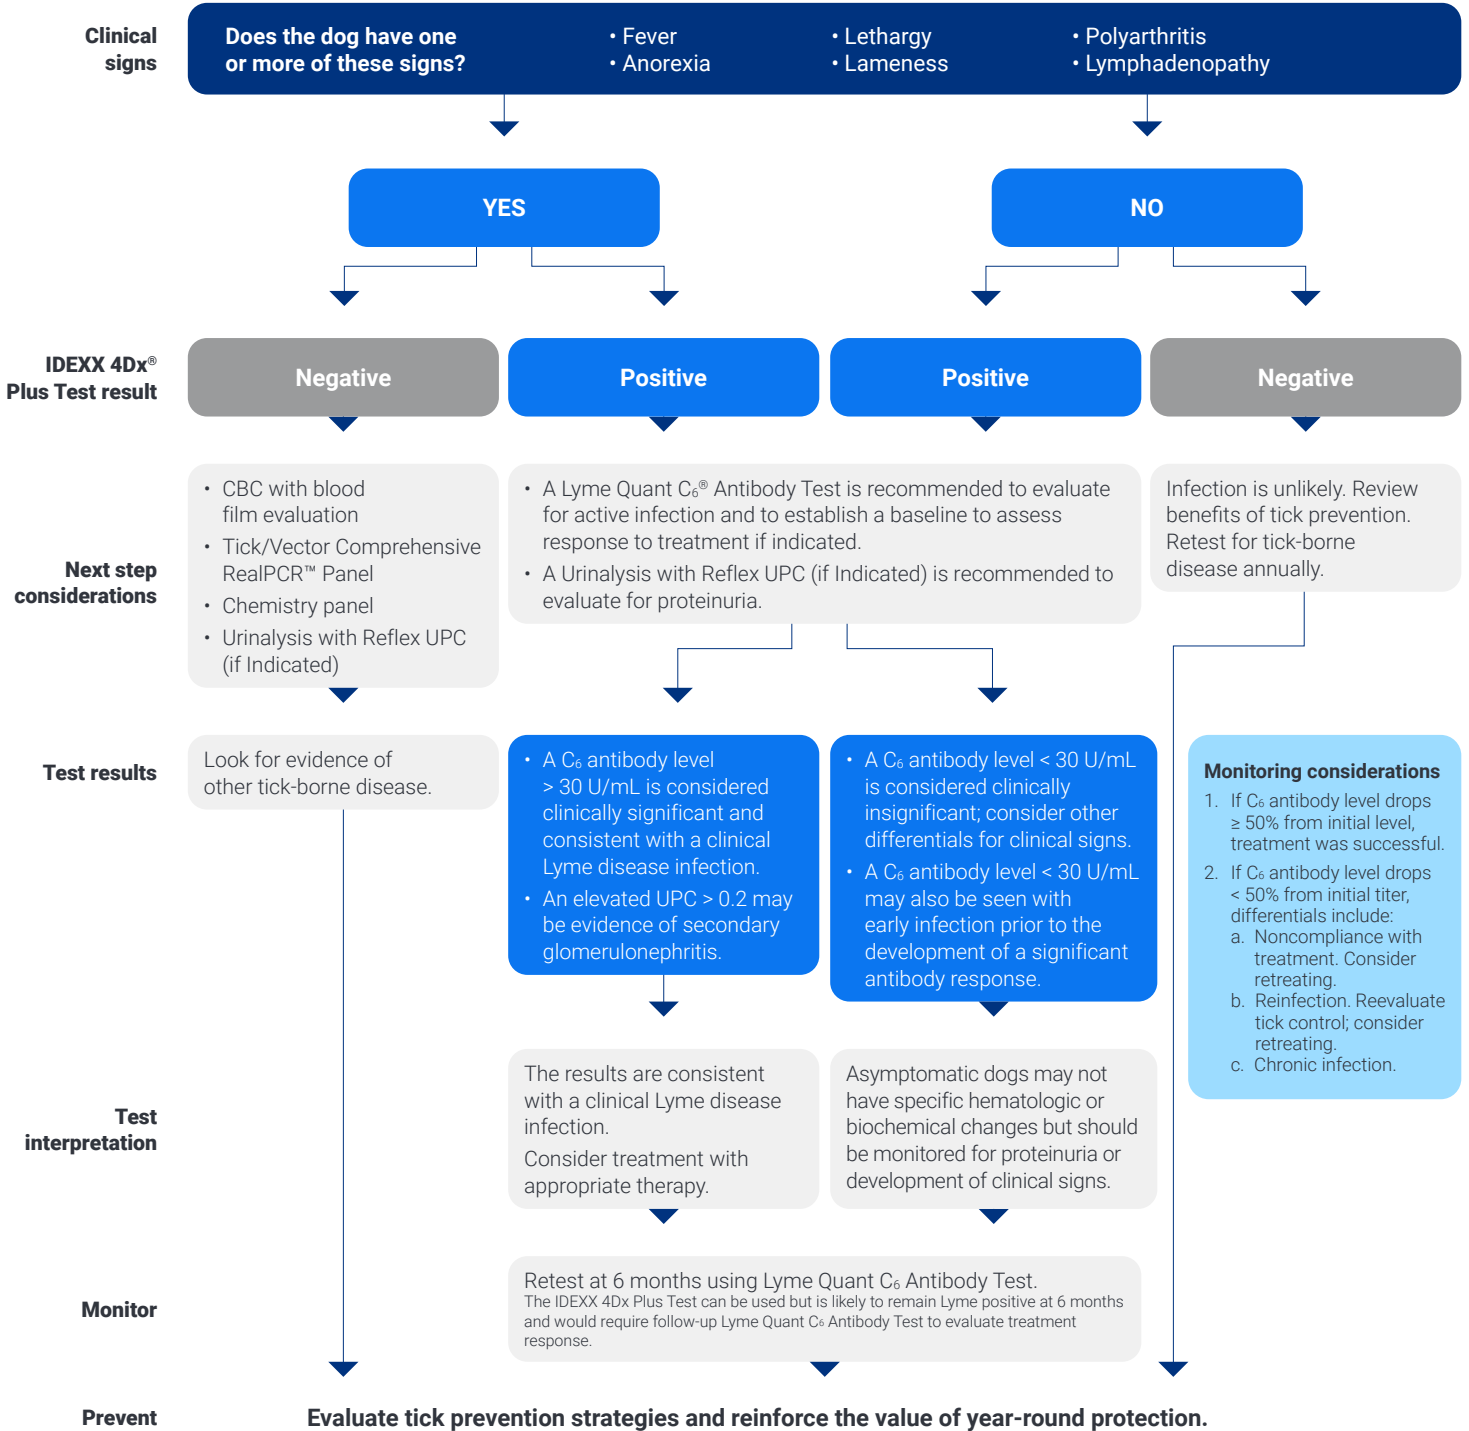 Clinical
signs
Does the dog have one
or more of these signs?
• Fever
• Anorexia
• Lethargy
• Lameness
• Polyarthritis
• Lymphadenopathy
YES
NO
IDEXX 4Dx®
Plus Test result
Negative
Positive
Positive
Negative
Next step
considerations
• CBC with blood
film evaluation
• Tick/Vector Comprehensive
RealPCR™ Panel
• Chemistry panel
• Urinalysis with Reflex UPC
(if Indicated)
• A Lyme Quant C₆® Antibody Test is recommended to evaluate
for active infection and to establish a baseline to assess
response to treatment if indicated.
• A Urinalysis with Reflex UPC (if Indicated) is recommended to
evaluate for proteinuria.
Infection is unlikely. Review
benefits of tick prevention.
Retest for tick-borne
disease annually.
Test results
Look for evidence of
other tick-borne disease.
• A C₆ antibody level
> 30 U/mL is considered
clinically significant and
consistent with a clinical
Lyme disease infection.
• An elevated UPC > 0.2 may
be evidence of secondary
glomerulonephritis.
• A C₆ antibody level < 30 U/mL
is considered clinically
insignificant; consider other
differentials for clinical signs.
• A C₆ antibody level < 30 U/mL
may also be seen with
early infection prior to the
development of a significant
antibody response.
Monitoring considerations
1. If C₆ antibody level drops
≥ 50% from initial level,
treatment was successful.
2. If C₆ antibody level drops
< 50% from initial titer,
differentials include:
a. Noncompliance with
treatment. Consider
retreating.
b. Reinfection. Reevaluate
tick control; consider
retreating.
c. Chronic infection.
Test
interpretation
The results are consistent
with a clinical Lyme disease
infection.
Consider treatment with
appropriate therapy.
Asymptomatic dogs may not
have specific hematologic or
biochemical changes but should
be monitored for proteinuria or
development of clinical signs.
Monitor
Retest at 6 months using Lyme Quant C₆ Antibody Test.
The IDEXX 4Dx Plus Test can be used but is likely to remain Lyme positive at 6 months
and would require follow-up Lyme Quant C₆ Antibody Test to evaluate treatment
response.
Prevent
Evaluate tick prevention strategies and reinforce the value of year-round protection.